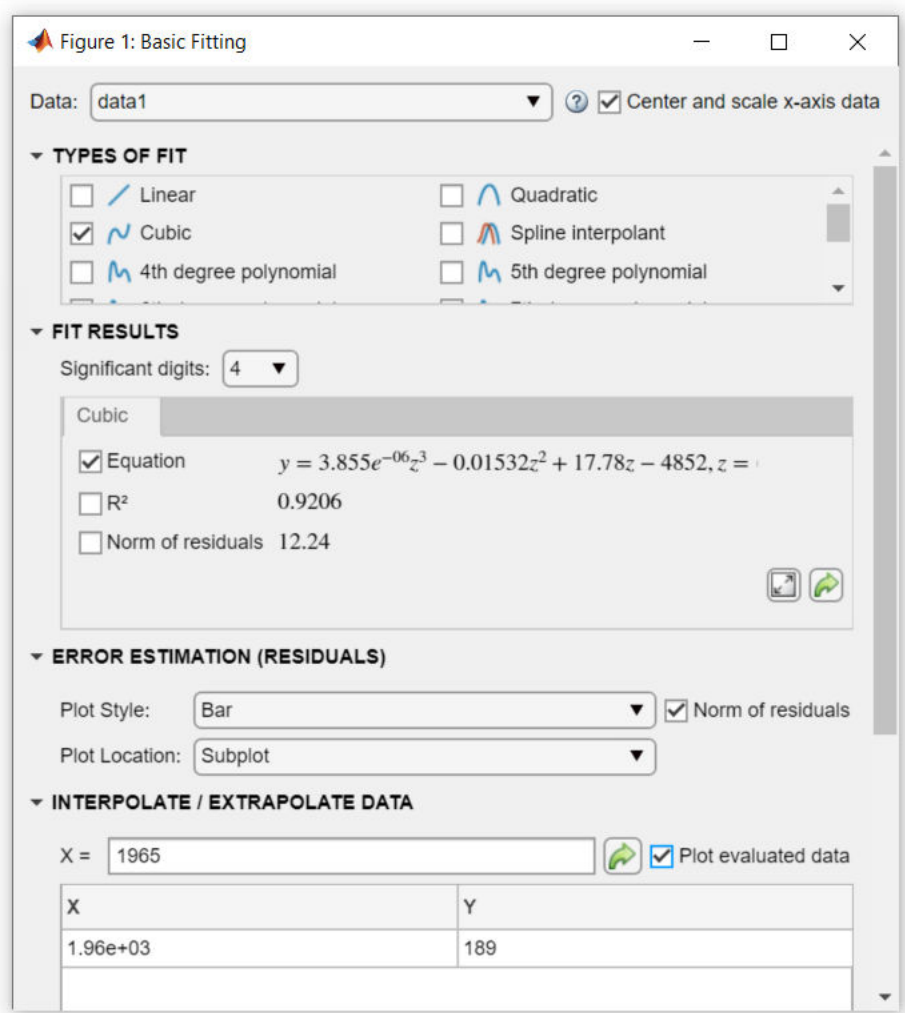 Figure 1: Basic Fitting
Data: data1 Center and scale x-axis data
TYPES OF FIT
Linear Quadratic
Cubic Spline interpolant
4th degree polynomial 5th degree polynomial
FIT RESULTS
Significant digits: 4
Cubic
Equation y = 3.855e⁻⁰⁶z³ − 0.01532z² + 17.78z − 4852, z =
R² 0.9206
Norm of residuals 12.24
ERROR ESTIMATION (RESIDUALS)
Plot Style: Bar Norm of residuals
Plot Location: Subplot
INTERPOLATE / EXTRAPOLATE DATA
X = 1965 Plot evaluated data
X Y
1.96e+03 189